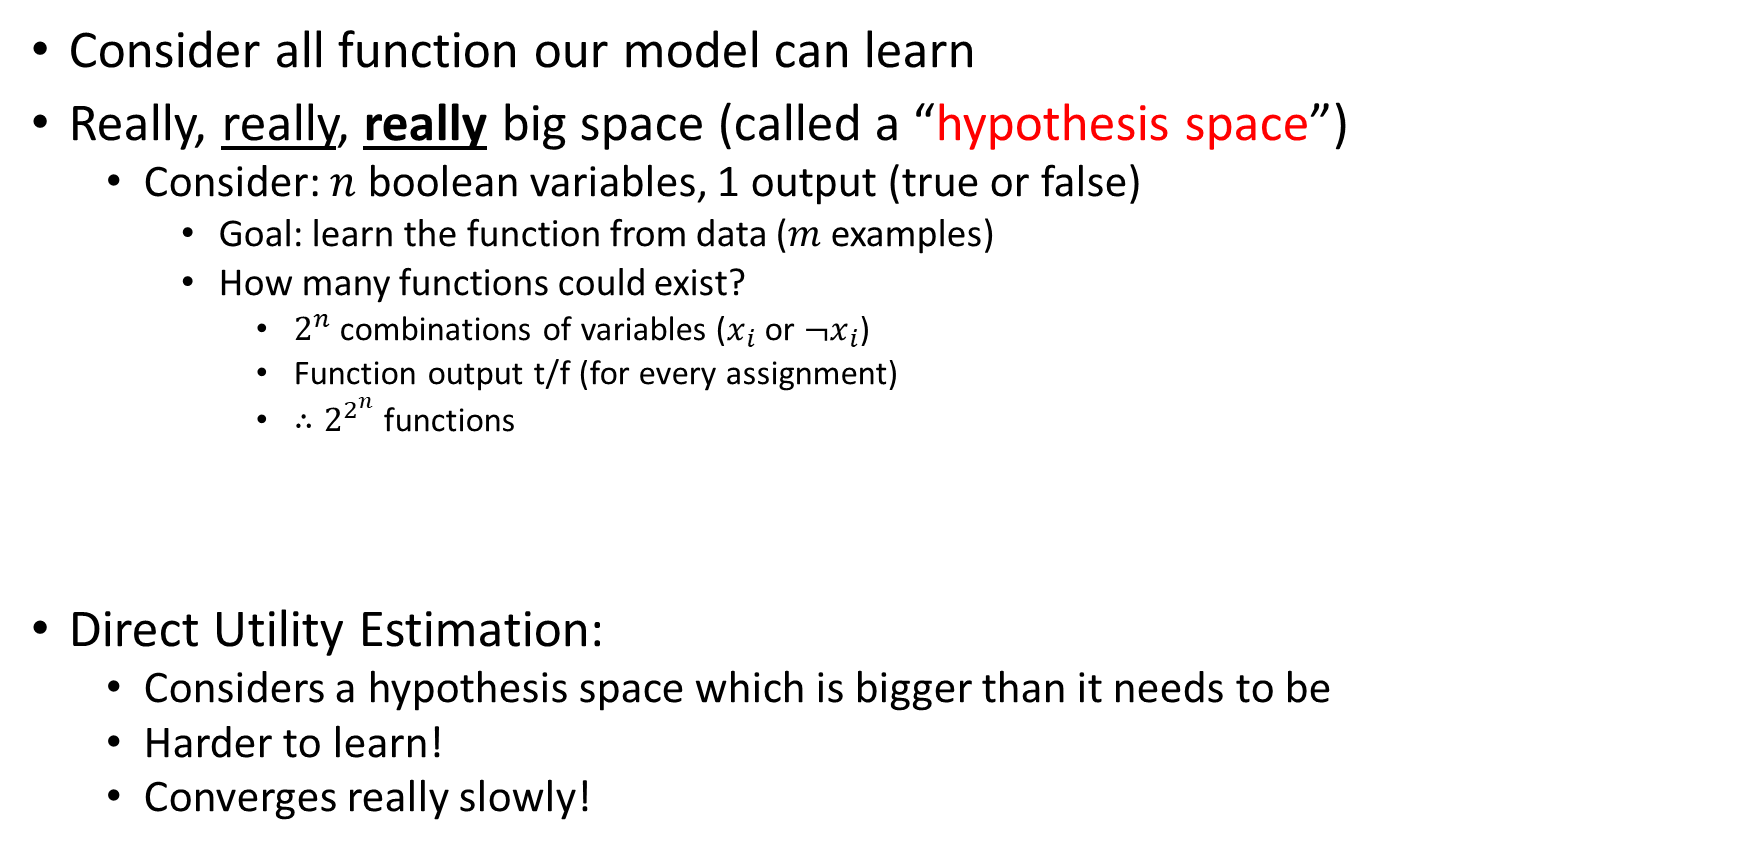 • Consider all function our model can learn
• Really, really, really big space (called a “hypothesis space”)
• Consider: n boolean variables, 1 output (true or false)
• Goal: learn the function from data (m examples)
• How many functions could exist?
• 2ⁿ combinations of variables (xᵢ or ¬xᵢ)
• Function output t/f (for every assignment)
• ∴ 2^{2^n} functions
• Direct Utility Estimation:
• Considers a hypothesis space which is bigger than it needs to be
• Harder to learn!
• Converges really slowly!